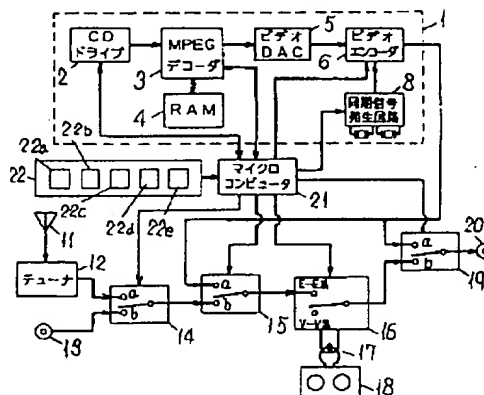 1
CD
ドライブ
2
MPEG
デコーダ
3
RAM
4
5
ビデオ
DAC
ビデオ
エンコーダ
6
8
同期信号
発生回路
22a
22b
22
22c
22d
22e
マイクロ
コンピュータ
21
11
テューナ
12
13
a
b
14
a
b
15
E-E系
V-V系
16
17
18
a
b
19
20